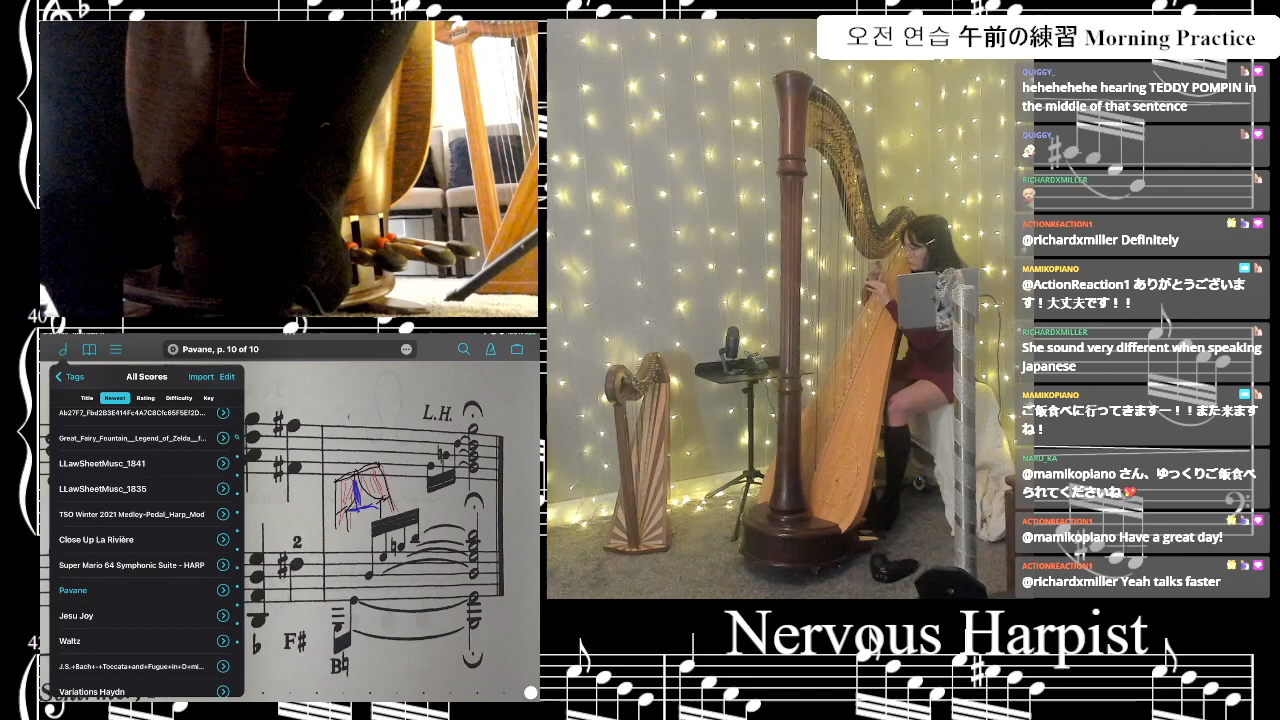 오전 연습 午前の練習 Morning Practice
QUIGGY_
hehehehehe hearing TEDDY POMPIN in
the middle of that sentence
QUIGGY_
RICHARDXMILLER
ACTIONREACTION1
@richardxmiller Definitely
MAMIKOPIANO
@ActionReaction1 ありがとうございま
す！大丈夫です！！
RICHARDXMILLER
She sound very different when speaking
Japanese
MAMIKOPIANO
ご飯食べに行ってきますー！！また来ます
ね！
NARU_KA
@mamikopiano さん、ゆっくりご飯食べ
られてくださいね
ACTIONREACTION1
@mamikopiano Have a great day!
ACTIONREACTION1
@richardxmiller Yeah talks faster
Nervous Harpist
Pavane, p. 10 of 10
Tags
All Scores
Import Edit
Title Newest Rating Difficulty Key
Great_Fairy_Fountain__Legend_of_Zelda__f...
LLawSheetMusc_1841
LLawSheetMusc_1835
TSO Winter 2021 Medley-Pedal_Harp_Mod
Close Up La Rivière
Super Mario 64 Symphonic Suite - HARP
Pavane
Jesu Joy
Waltz
J.S.+Bach+-+Toccata+and+Fugue+in+D+mi...
Variations Haydn
L.H.
2
F#
B♮